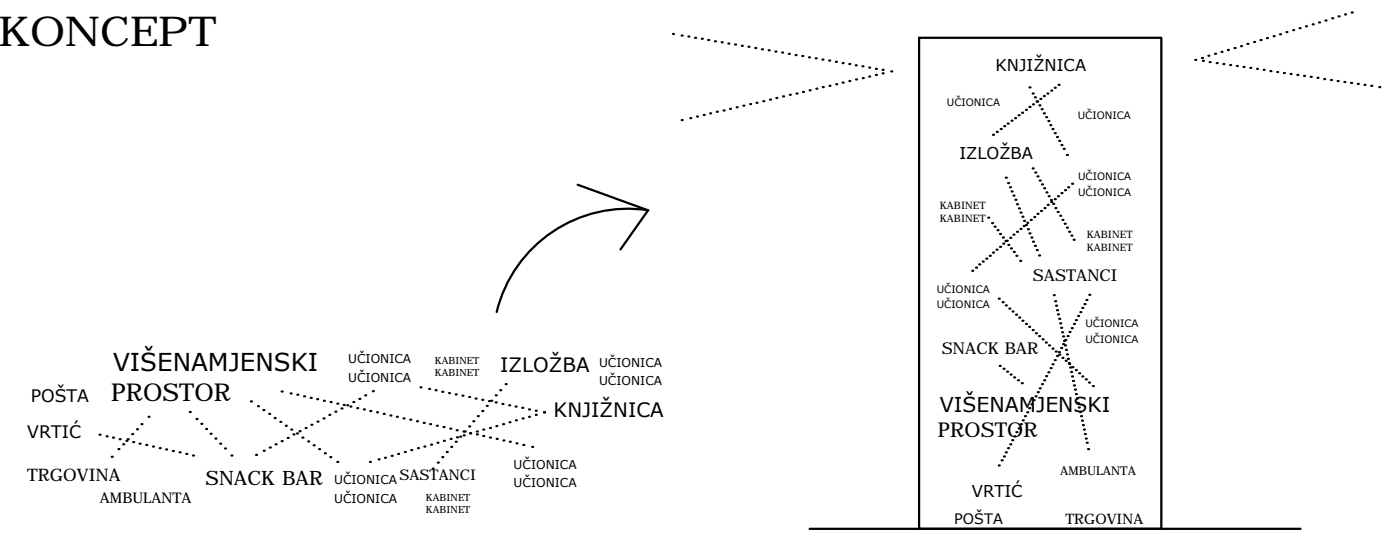 KONCEPT
VIŠENAMJENSKI
PROSTOR
UČIONICA
UČIONICA
KABINET
KABINET
IZLOŽBA
UČIONICA
UČIONICA
POŠTA
KNJIŽNICA
VRTIĆ
TRGOVINA
AMBULANTA
SNACK BAR
UČIONICA
UČIONICA
SASTANCI
KABINET
KABINET
UČIONICA
UČIONICA
KNJIŽNICA
UČIONICA
UČIONICA
IZLOŽBA
UČIONICA
UČIONICA
KABINET
KABINET
KABINET
KABINET
SASTANCI
UČIONICA
UČIONICA
UČIONICA
UČIONICA
SNACK BAR
VIŠENAMJENSKI
PROSTOR
AMBULANTA
VRTIĆ
POŠTA
TRGOVINA